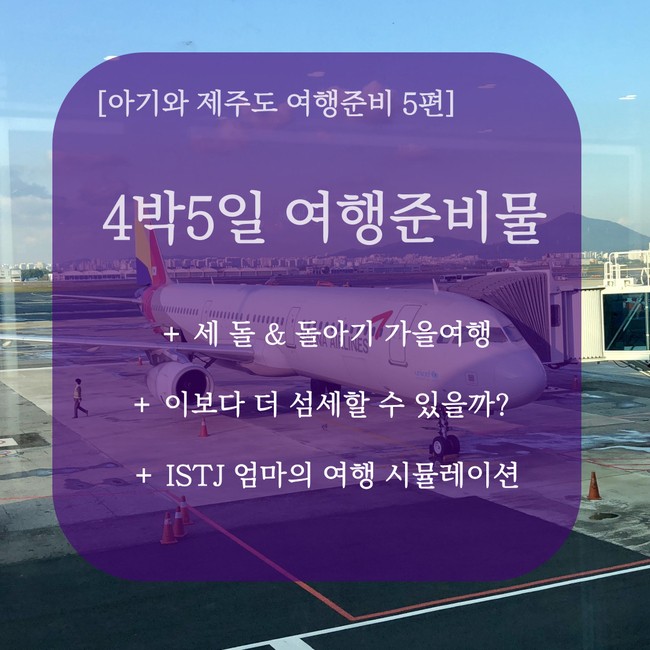 [아기와 제주도 여행준비 5편]
4박5일 여행준비물
+ 세 돌 & 돌아기 가을여행
+ 이보다 더 섬세할 수 있을까?
+ ISTJ 엄마의 여행 시뮬레이션